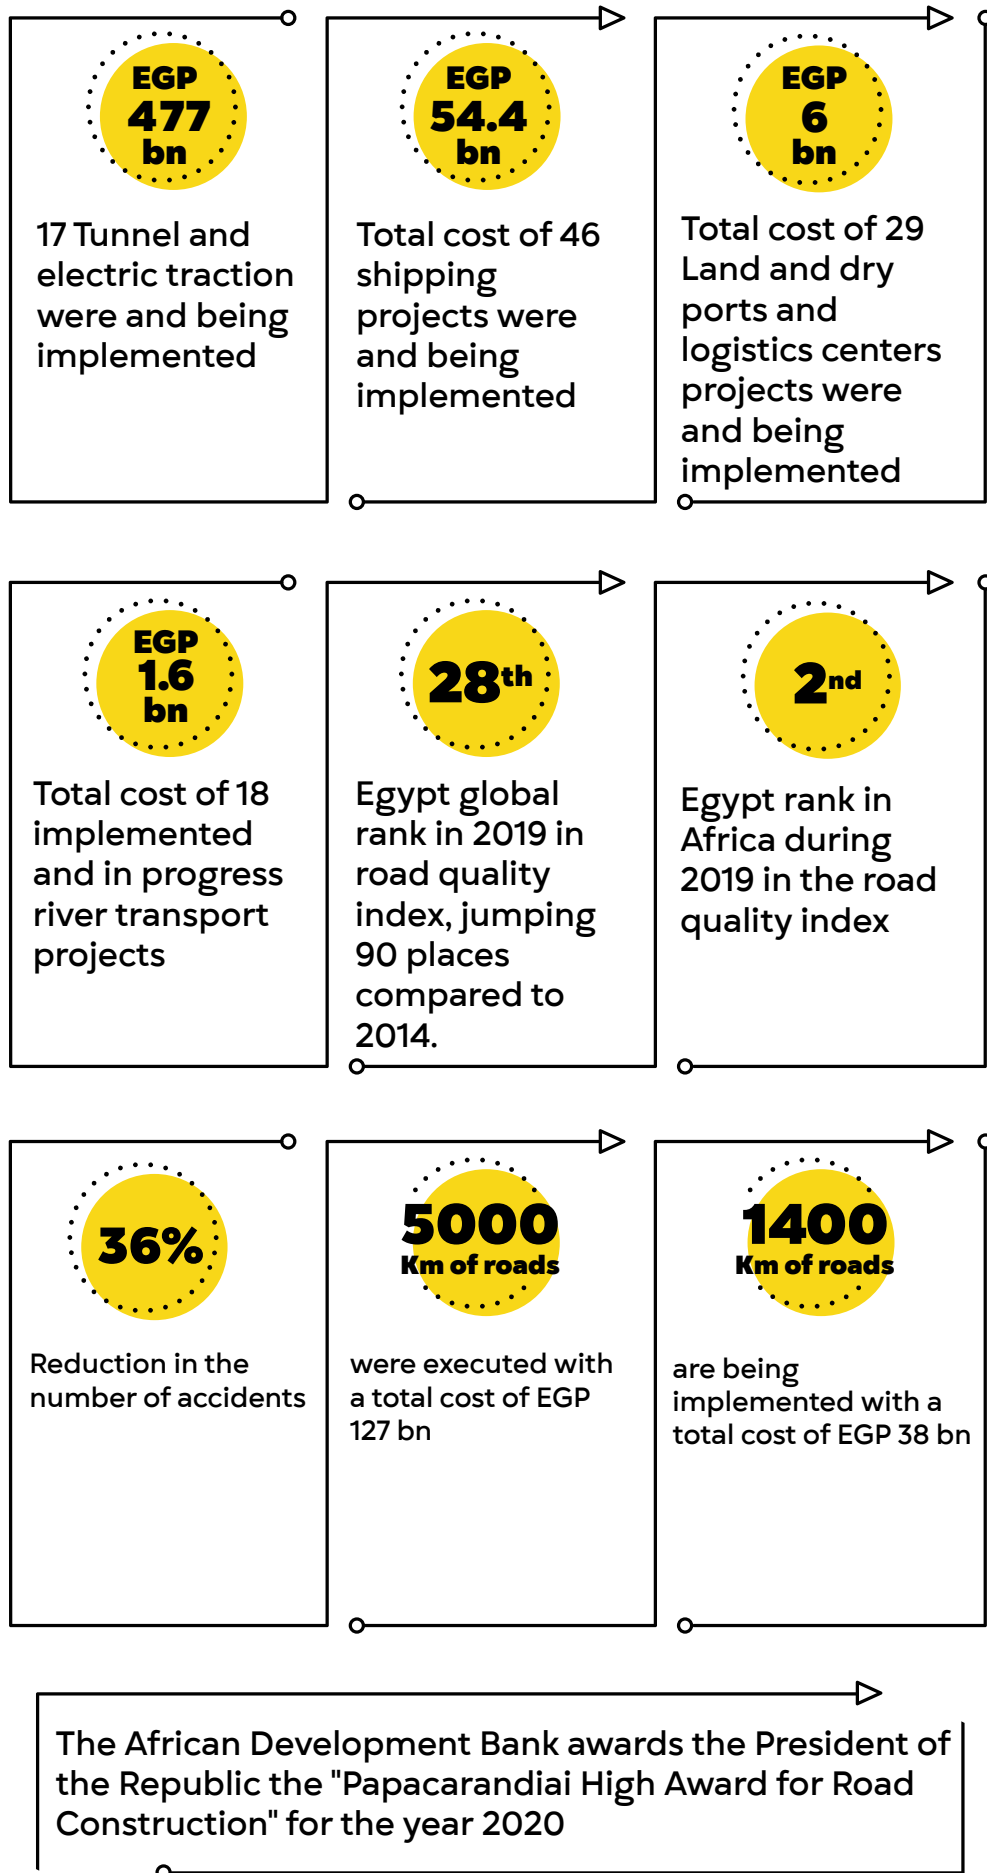 EGP
477
bn
17 Tunnel and
electric traction
were and being
implemented
EGP
54.4
bn
Total cost of 46
shipping
projects were
and being
implemented
EGP
6
bn
Total cost of 29
Land and dry
ports and
logistics centers
projects were
and being
implemented
EGP
1.6
bn
Total cost of 18
implemented
and in progress
river transport
projects
28th
Egypt global
rank in 2019 in
road quality
index, jumping
90 places
compared to
2014.
2nd
Egypt rank in
Africa during
2019 in the road
quality index
36%
Reduction in the
number of accidents
5000
Km of roads
were executed with
a total cost of EGP
127 bn
1400
Km of roads
are being
implemented with a
total cost of EGP 38 bn
The African Development Bank awards the President of
the Republic the "Papacarandiai High Award for Road
Construction" for the year 2020